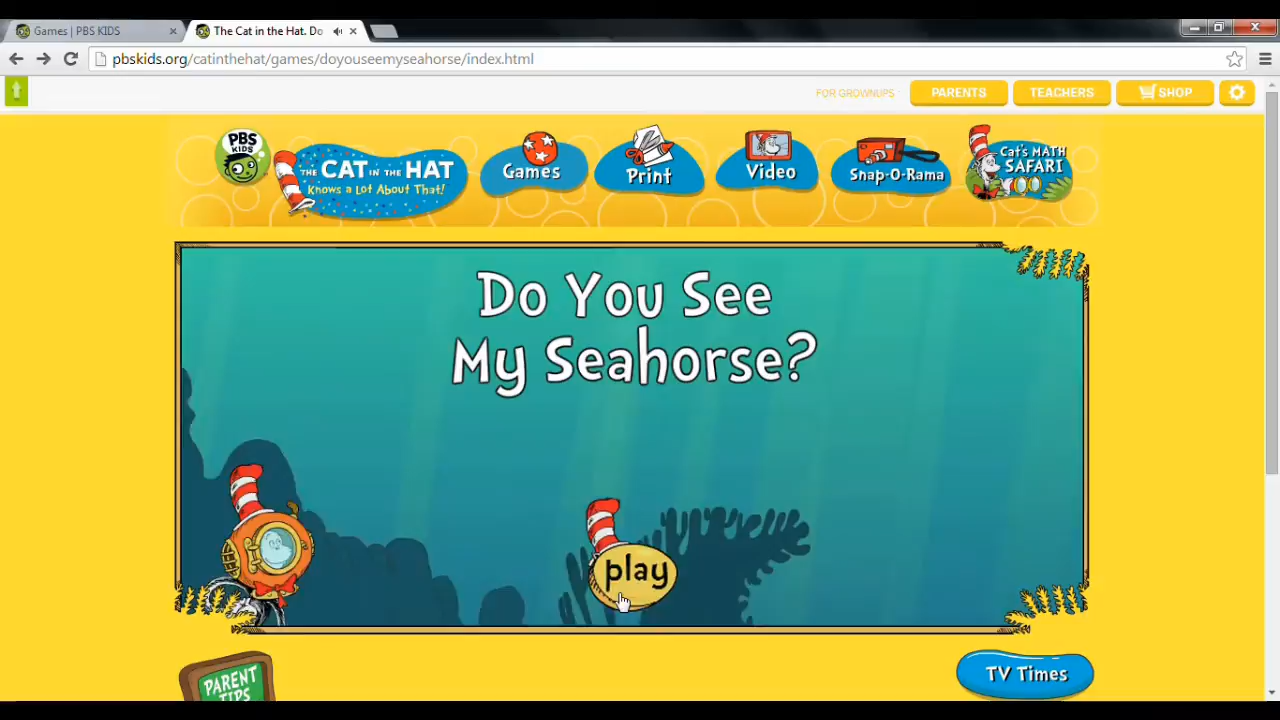 Games | PBS KIDS
The Cat in the Hat. Do
pbskids.org/catinthehat/games/doyouseemyseahorse/index.html
FOR GROWNUPS
PARENTS
TEACHERS
SHOP
PBS
KIDS
THE CAT IN THE HAT
Knows a Lot About That!
Games
Print
Video
Snap-O-Rama
Cat's MATH
SAFARI
Do You See
My Seahorse?
play
PARENT
TIPS
TV Times